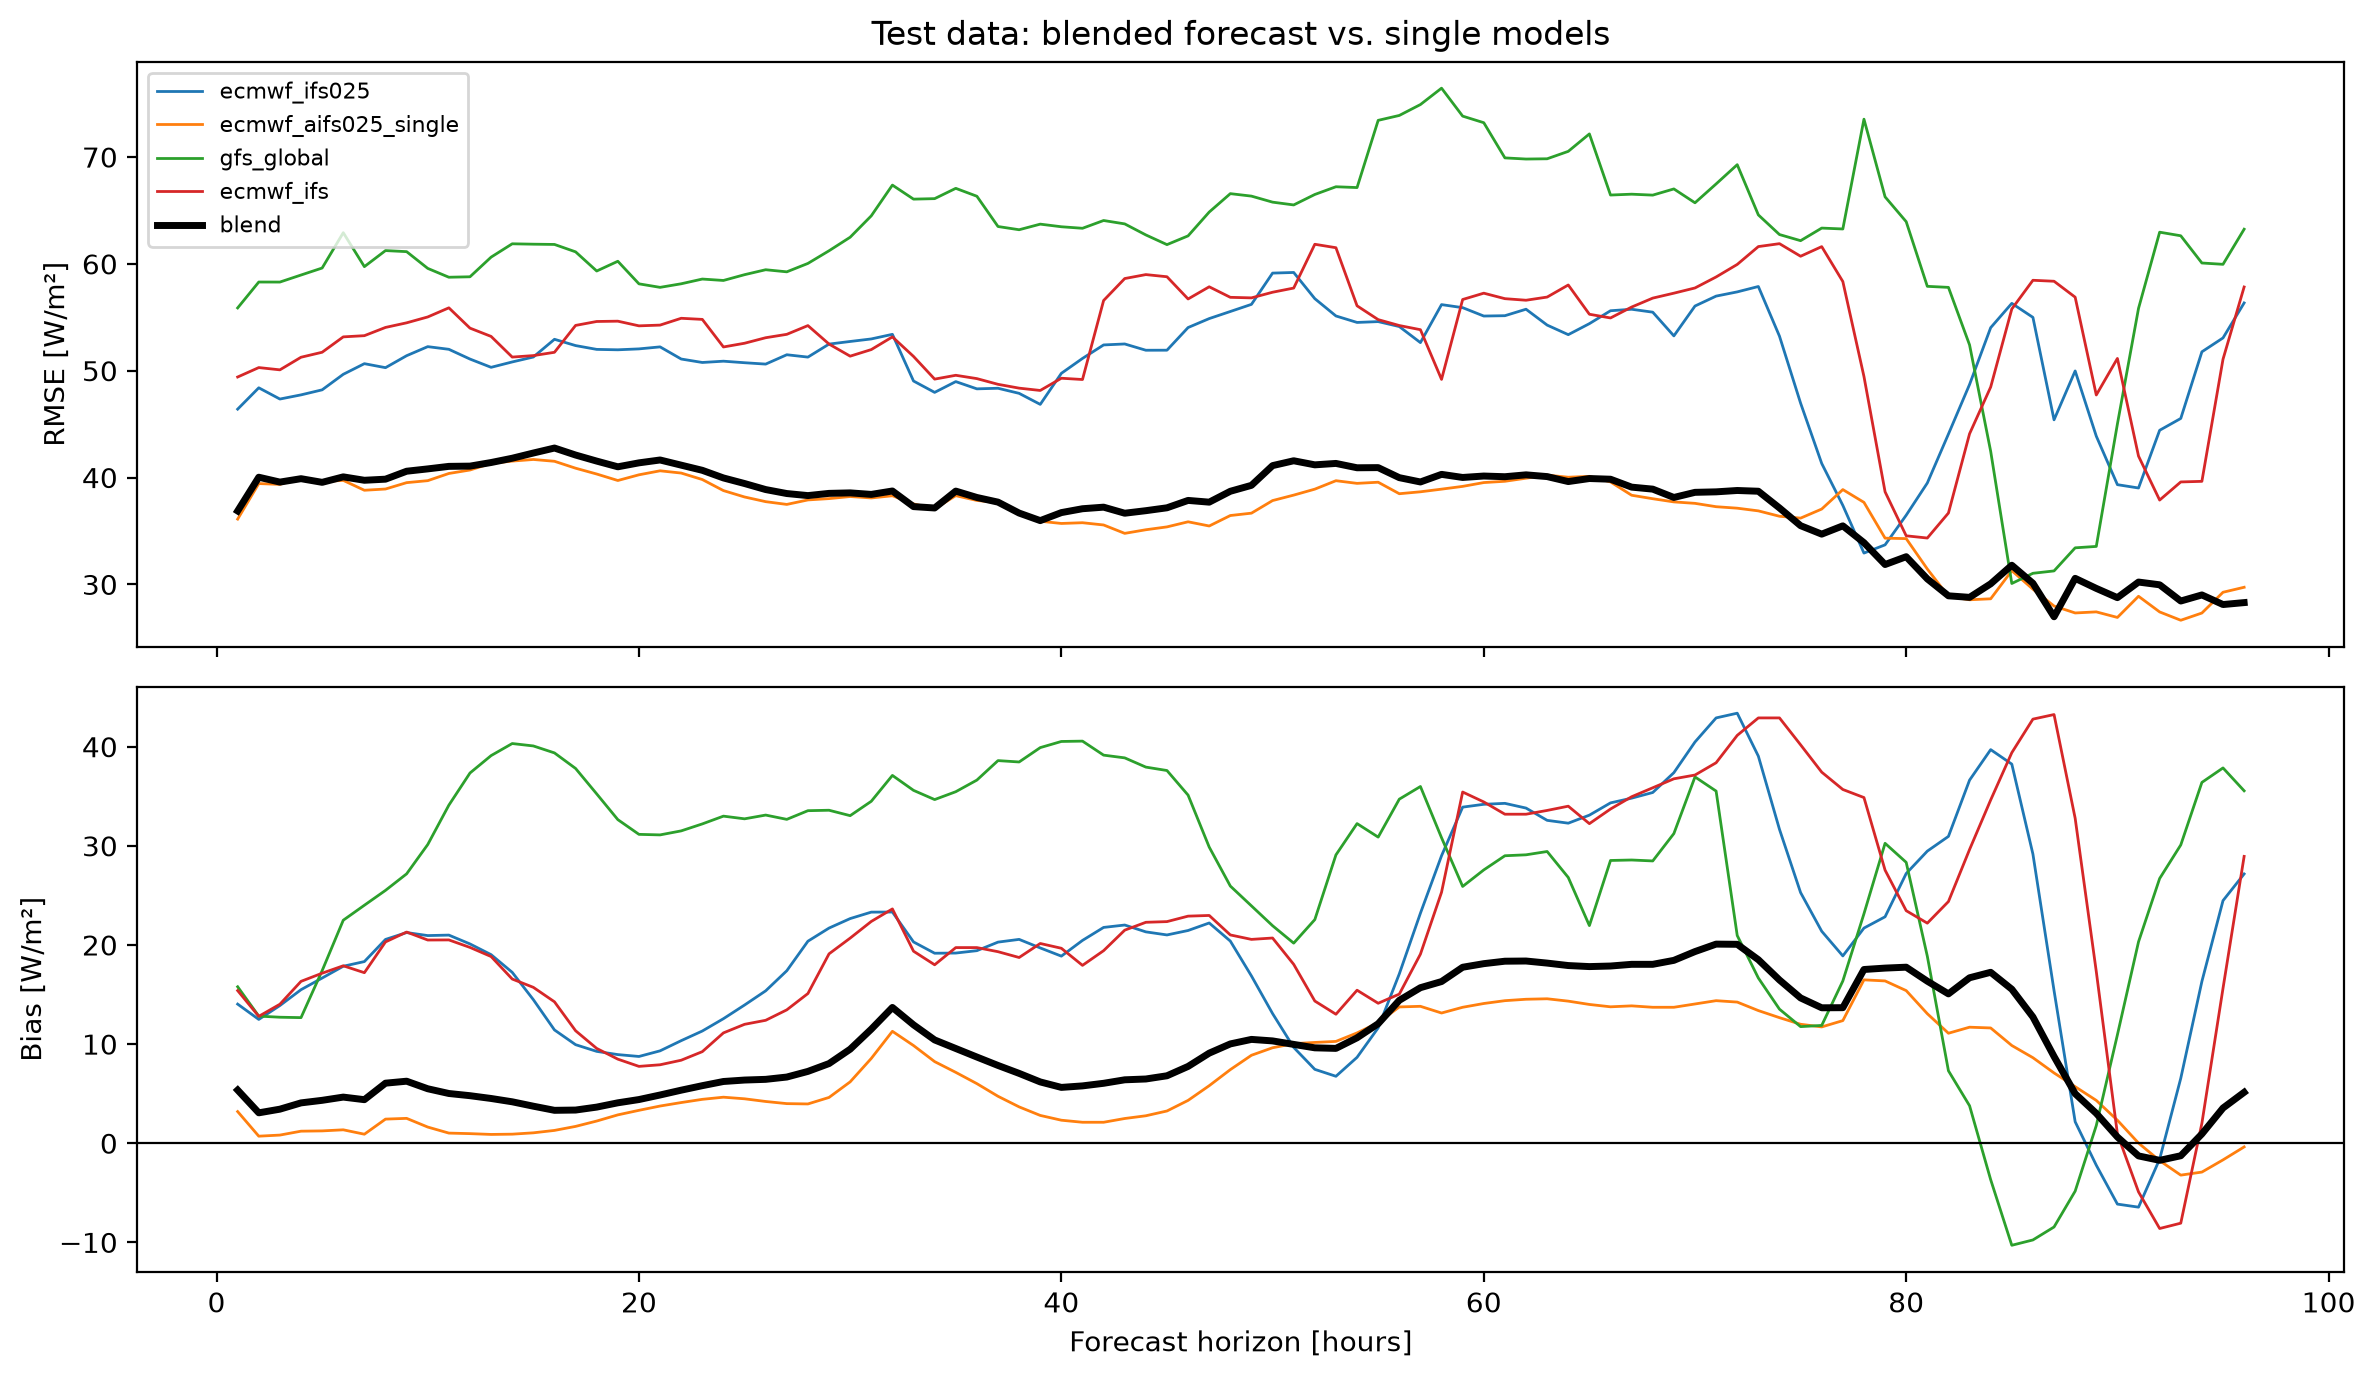 Test data: blended forecast vs. single models
ecmwf_ifs025
ecmwf_aifs025_single
gfs_global
ecmwf_ifs
blend
RMSE [W/m²]
70
60
50
40
30
Bias [W/m²]
40
30
20
10
0
−10
0 20 40 60 80 100
Forecast horizon [hours]